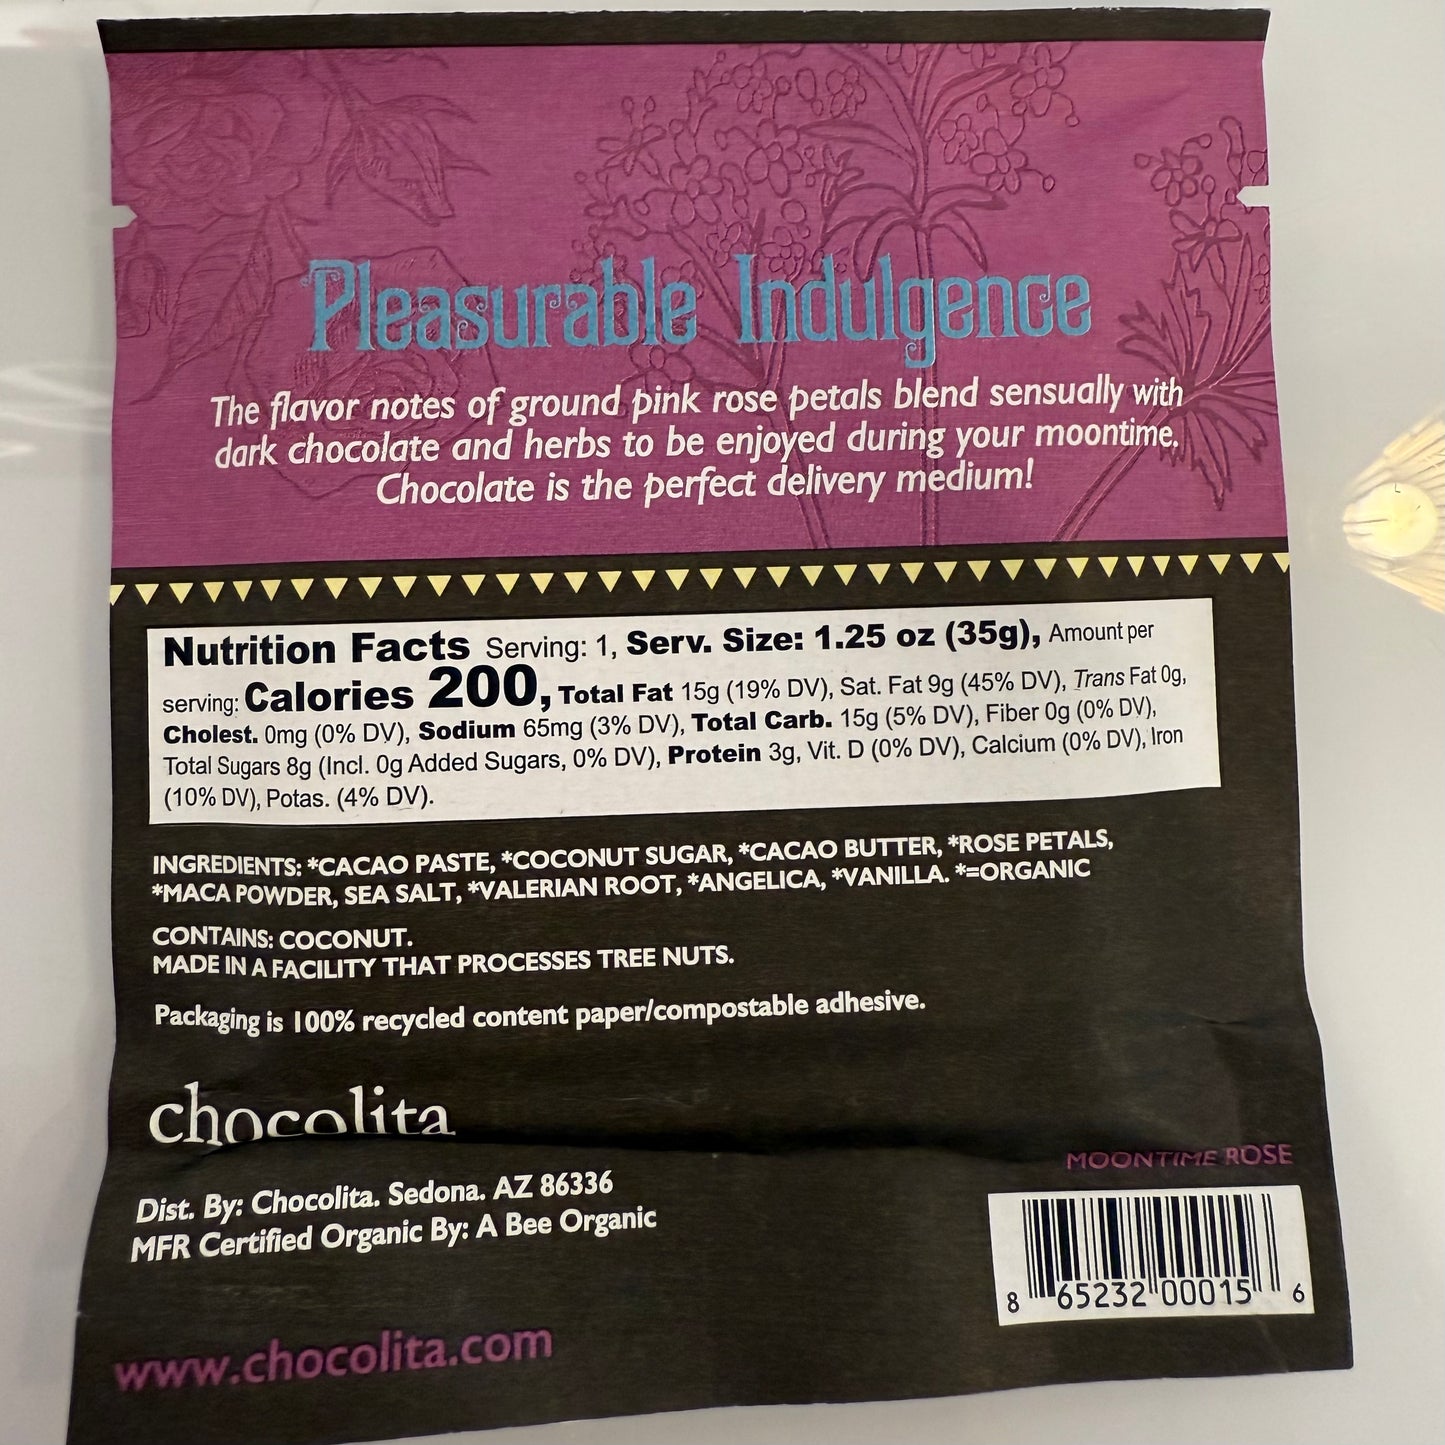 Pleasurable Indulgence
The flavor notes of ground pink rose petals blend sensually with
dark chocolate and herbs to be enjoyed during your moontime.
Chocolate is the perfect delivery medium!
Nutrition Facts Serving: 1, Serv. Size: 1.25 oz (35g), Amount per
serving: Calories 200, Total Fat 15g (19% DV), Sat. Fat 9g (45% DV), Trans Fat 0g,
Cholest. 0mg (0% DV), Sodium 65mg (3% DV), Total Carb. 15g (5% DV), Fiber 0g (0% DV),
Total Sugars 8g (Incl. 0g Added Sugars, 0% DV), Protein 3g, Vit. D (0% DV), Calcium (0% DV), Iron
(10% DV), Potas. (4% DV).
INGREDIENTS: *CACAO PASTE, *COCONUT SUGAR, *CACAO BUTTER, *ROSE PETALS,
*MACA POWDER, SEA SALT, *VALERIAN ROOT, *ANGELICA, *VANILLA. *=ORGANIC
CONTAINS: COCONUT.
MADE IN A FACILITY THAT PROCESSES TREE NUTS.
Packaging is 100% recycled content paper/compostable adhesive.
chocolita
MOONTIME ROSE
Dist. By: Chocolita. Sedona. AZ 86336
MFR Certified Organic By: A Bee Organic
8 65232 00015 6
www.chocolita.com